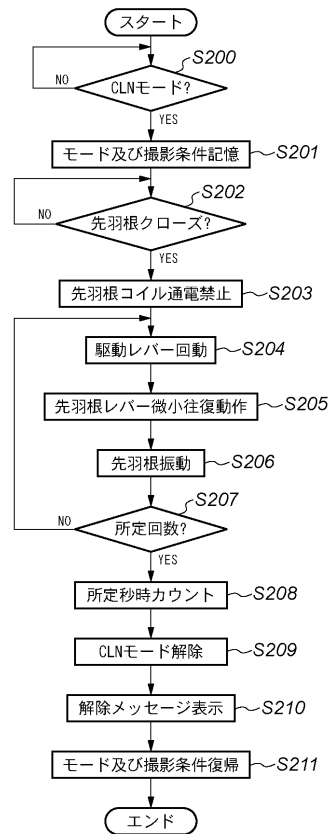 スタート
S200
CLNモード?
NO
YES
モード及び撮影条件記憶
S201
S202
先羽根クローズ?
NO
YES
先羽根コイル通電禁止
S203
駆動レバー回動
S204
先羽根レバー微小往復動作
S205
先羽根振動
S206
S207
所定回数?
NO
YES
所定秒時カウント
S208
CLNモード解除
S209
解除メッセージ表示
S210
モード及び撮影条件復帰
S211
エンド